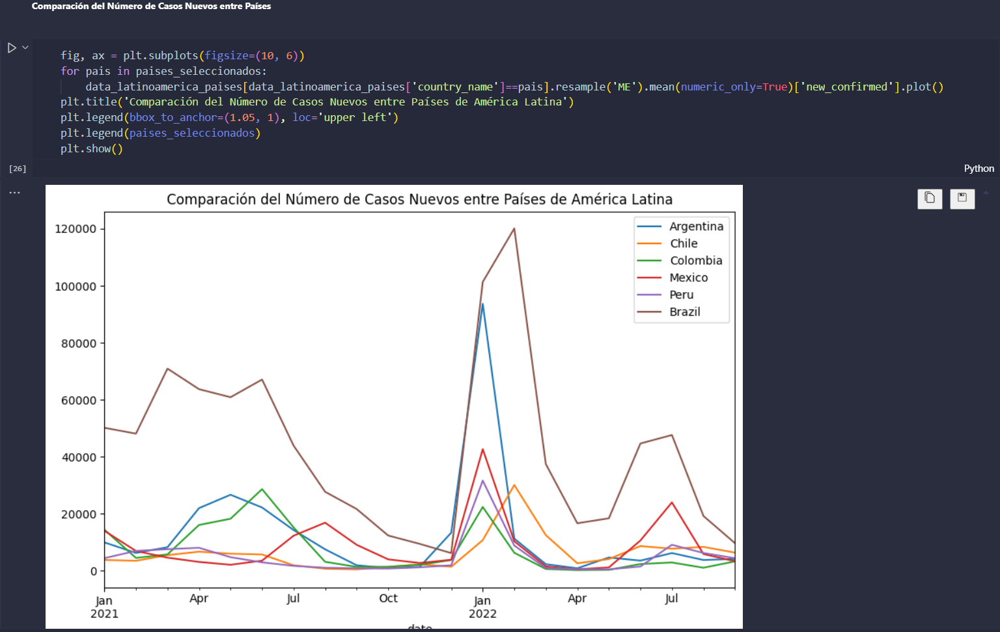 Comparación del Número de Casos Nuevos entre Países
fig, ax = plt.subplots(figsize=(10, 6))
for pais in paises_seleccionados:
    data_latinoamerica_paises[data_latinoamerica_paises['country_name']==pais].resample('ME').mean(numeric_only=True)['new_confirmed'].plot()
plt.title('Comparación del Número de Casos Nuevos entre Países de América Latina')
plt.legend(bbox_to_anchor=(1.05, 1), loc='upper left')
plt.legend(paises_seleccionados)
plt.show()
[26]
Python
Comparación del Número de Casos Nuevos entre Países de América Latina
120000
100000
80000
60000
40000
20000
0
Argentina
Chile
Colombia
Mexico
Peru
Brazil
Jan
2021
Apr
Jul
Oct
Jan
2022
Apr
Jul
date